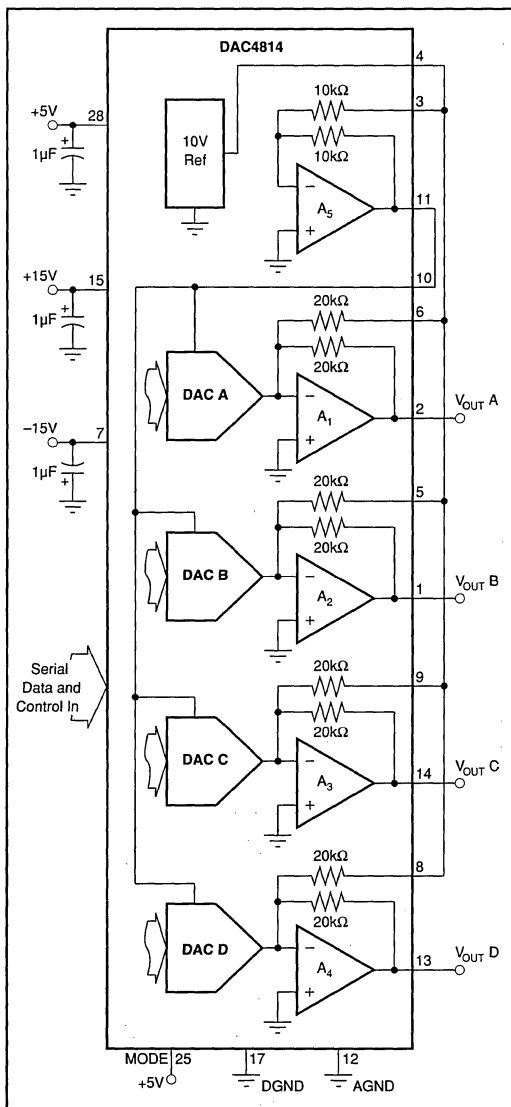 DAC4814
4
10kΩ
3
+5V
28
10V
Ref
10kΩ
+
1µF
–
A5
+
11
+15V
15
10
20kΩ
6
+
1µF
20kΩ
DAC A
–
A1
+
2
VOUT A
–15V
7
1µF
+
20kΩ
5
20kΩ
DAC B
–
A2
+
1
VOUT B
Serial
Data and
Control In
20kΩ
9
20kΩ
DAC C
–
A3
+
14
VOUT C
20kΩ
8
20kΩ
DAC D
–
A4
+
13
VOUT D
MODE
25
17
12
+5V
DGND
AGND